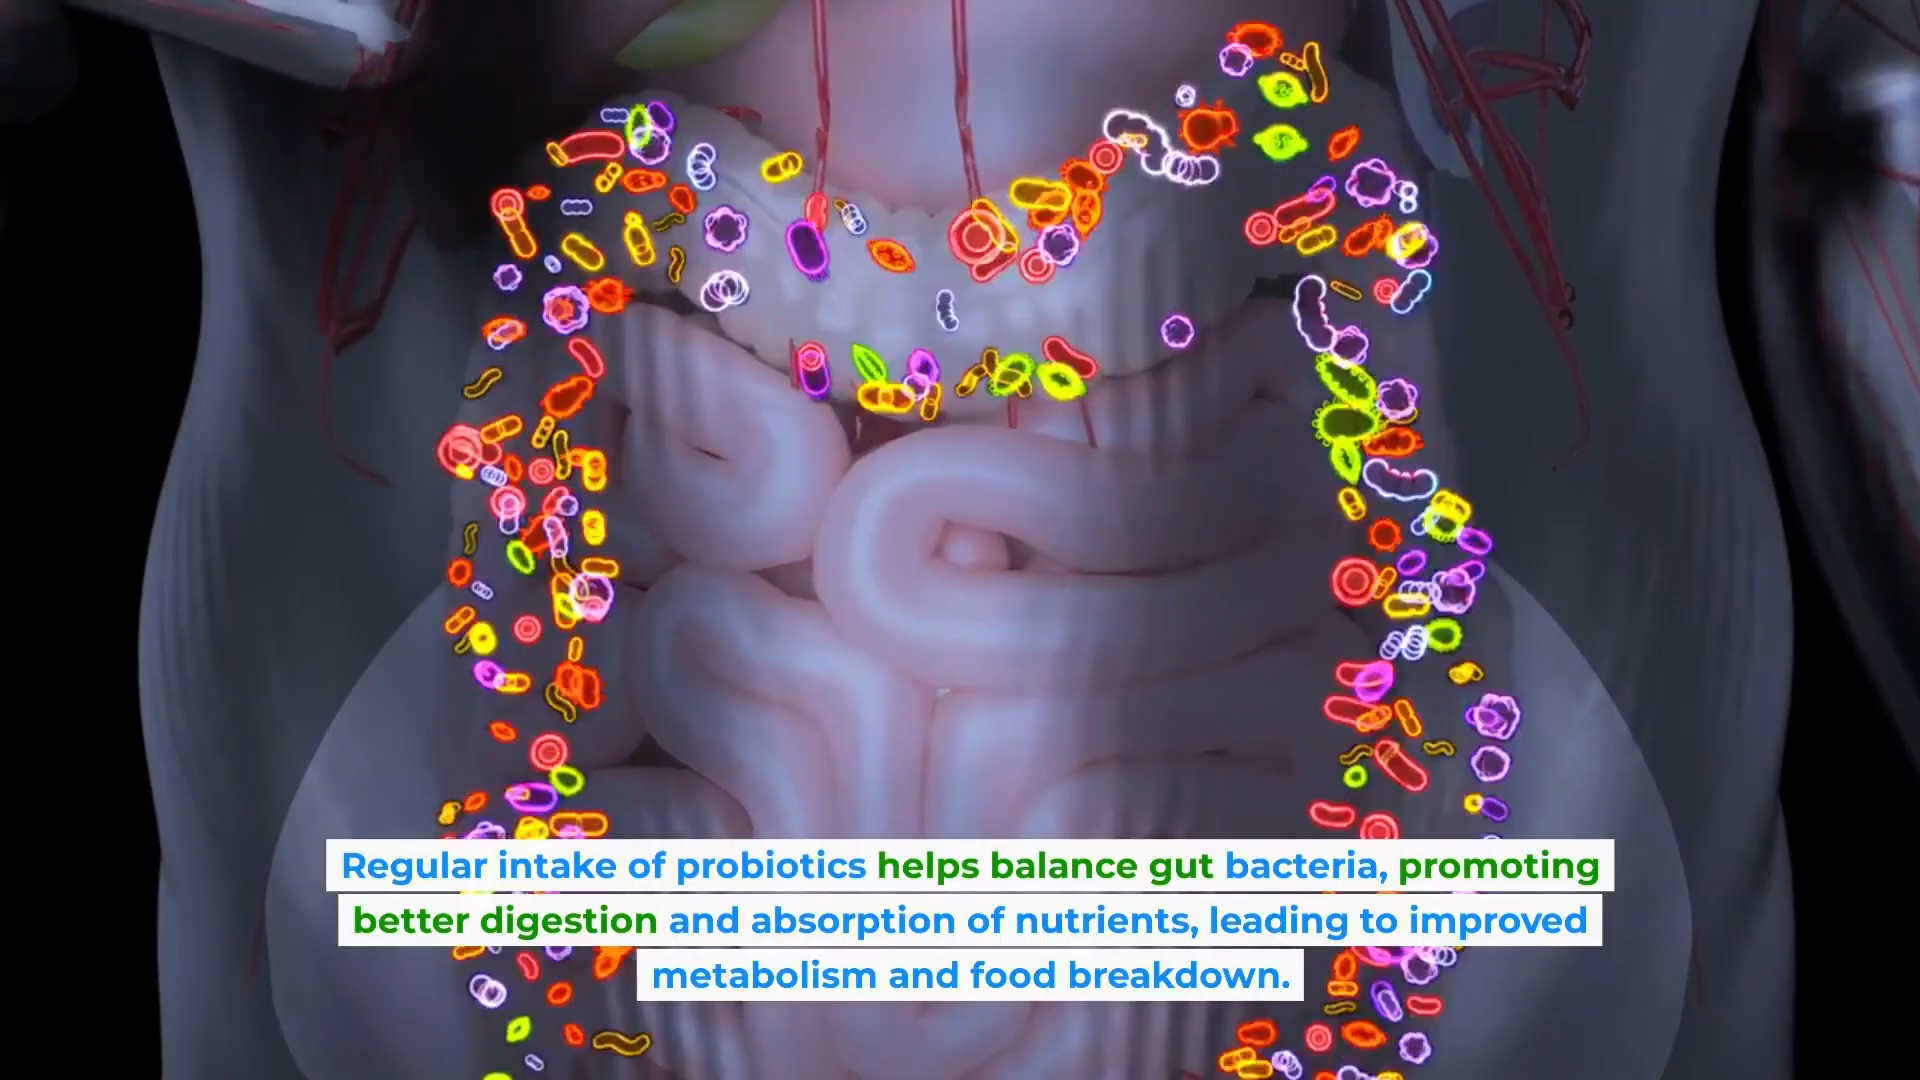 Regular intake of probiotics helps balance gut bacteria, promoting
better digestion and absorption of nutrients, leading to improved
metabolism and food breakdown.